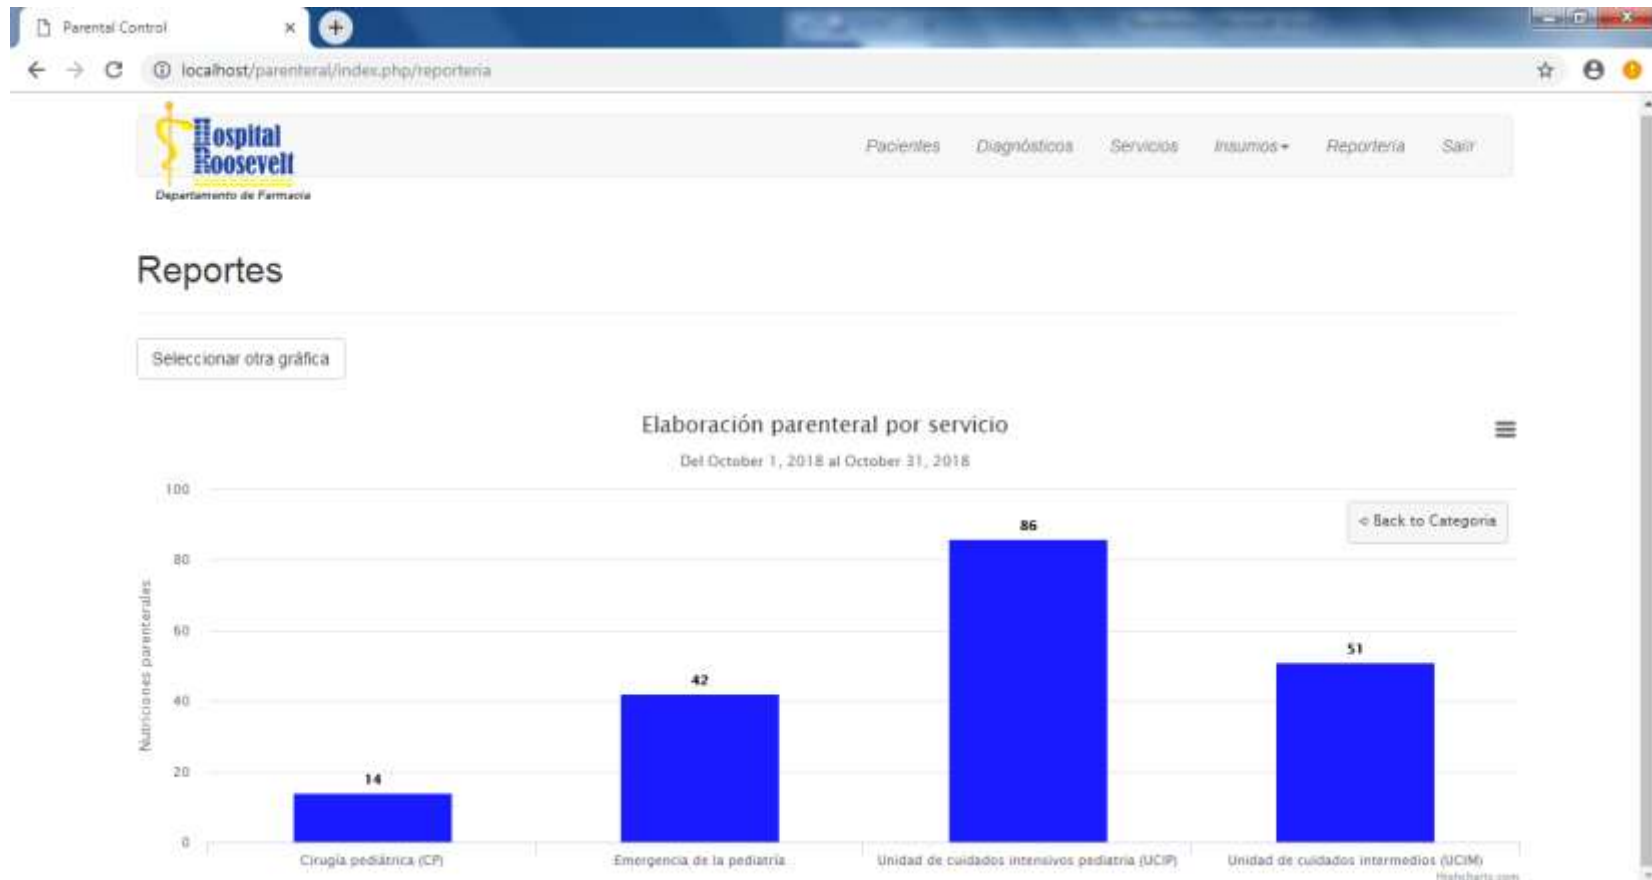 Parental Control
localhost/parenteral/index.php/reporteria
Hospital
Roosevelt
Departamento de Farmacia
Pacientes Diagnósticos Servicios Insumos Reportería Salir
Reportes
Seleccionar otra gráfica
Elaboración parenteral por servicio
Del October 1, 2018 al October 31, 2018
< Back to Categoria
Nutriciones parenterales
100
80
60
40
20
0
14
42
86
51
Cirugía pediátrica (CP)
Emergencia de la pediatría
Unidad de cuidados intensivos pediatria (UCIP)
Unidad de cuidados intermedios (UCIM)
Highcharts.com